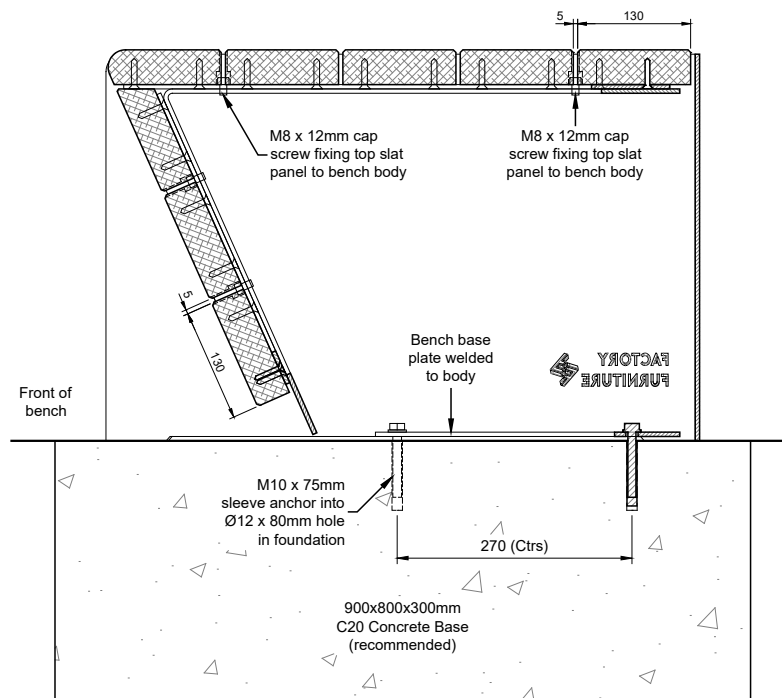 5
130
M8 x 12mm cap
screw fixing top slat
panel to bench body
M8 x 12mm cap
screw fixing top slat
panel to bench body
5
130
Bench base
plate welded
to body
FACTORY
FURNITURE
Front of
bench
M10 x 75mm
sleeve anchor into
Ø12 x 80mm hole
in foundation
270 (Ctrs)
900x800x300mm
C20 Concrete Base
(recommended)